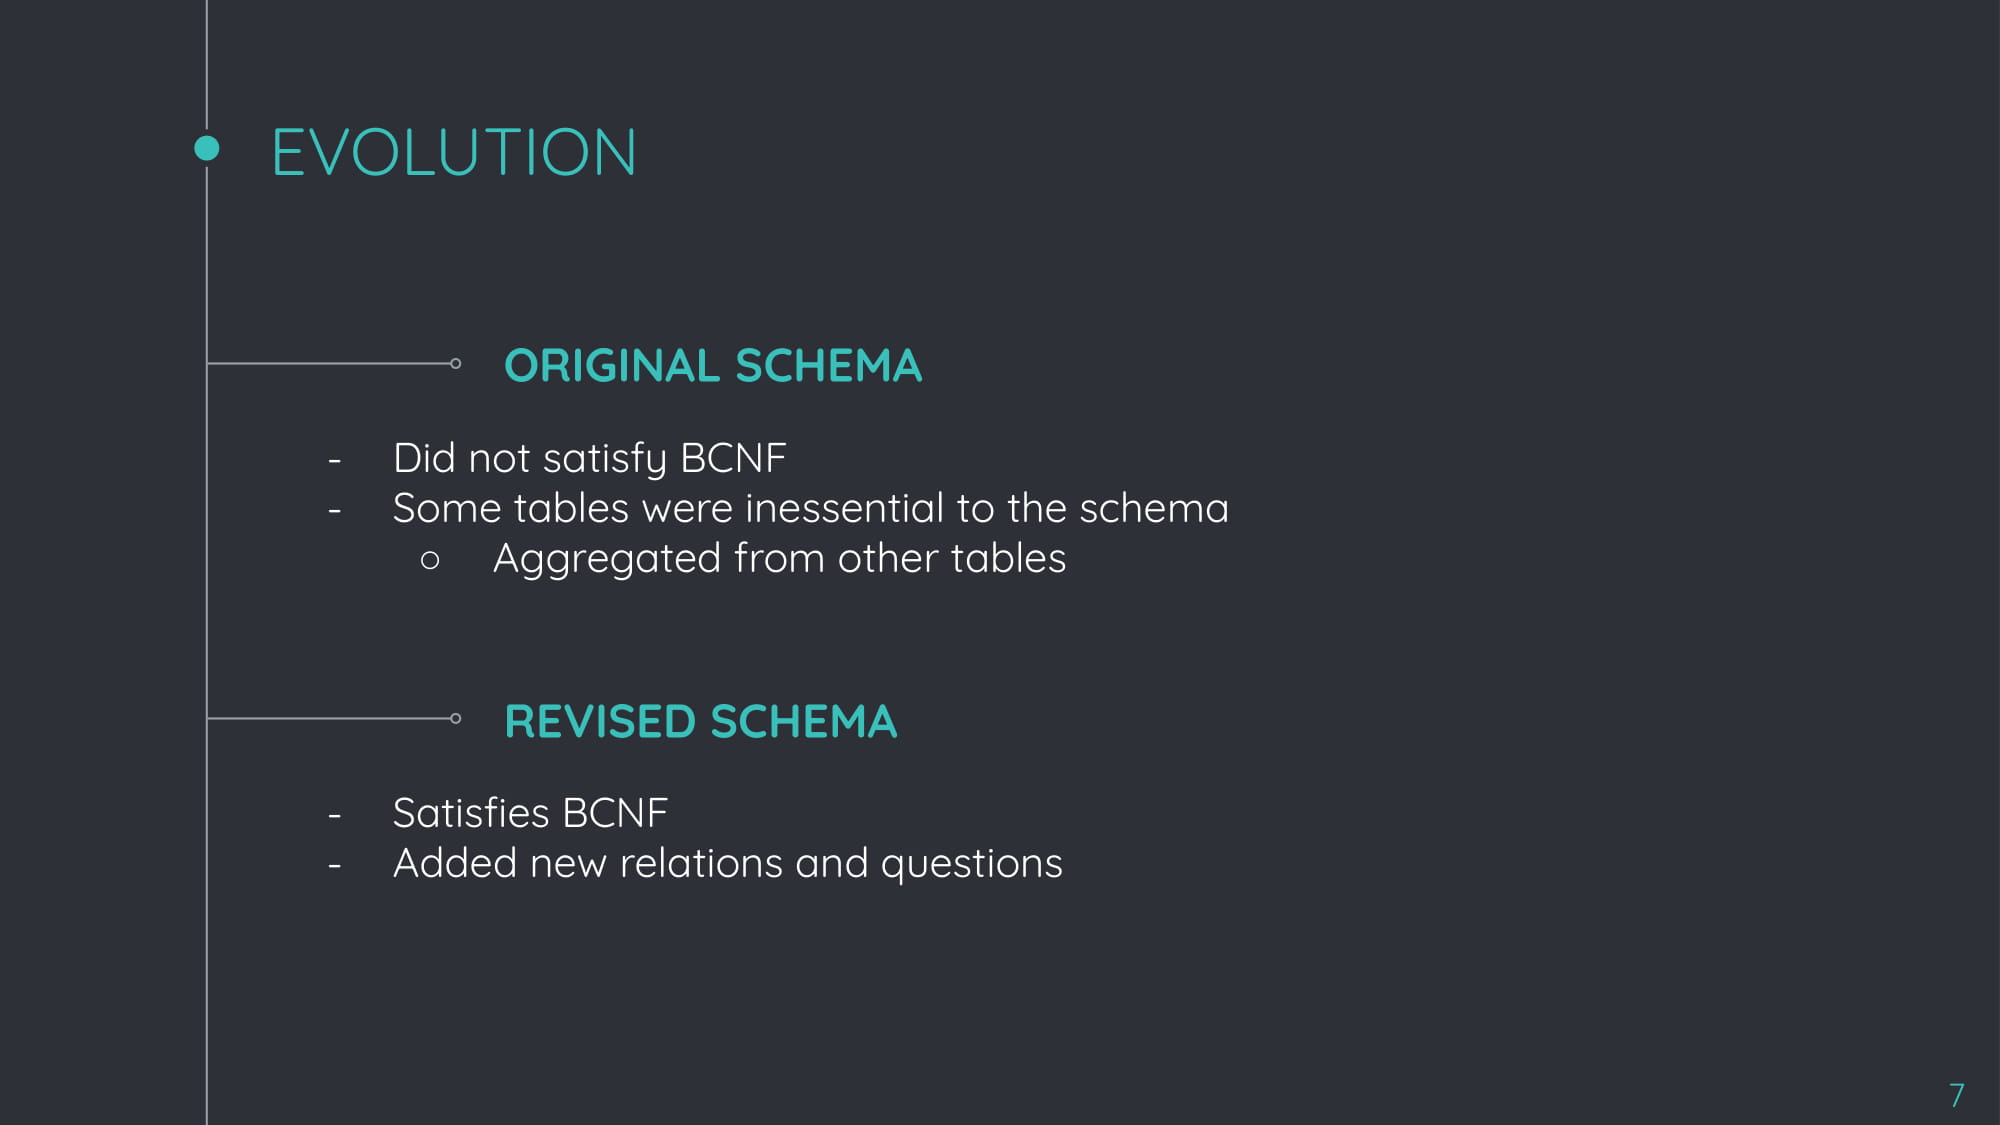 EVOLUTION
ORIGINAL SCHEMA
- Did not satisfy BCNF
- Some tables were inessential to the schema
○ Aggregated from other tables
REVISED SCHEMA
- Satisfies BCNF
- Added new relations and questions
7